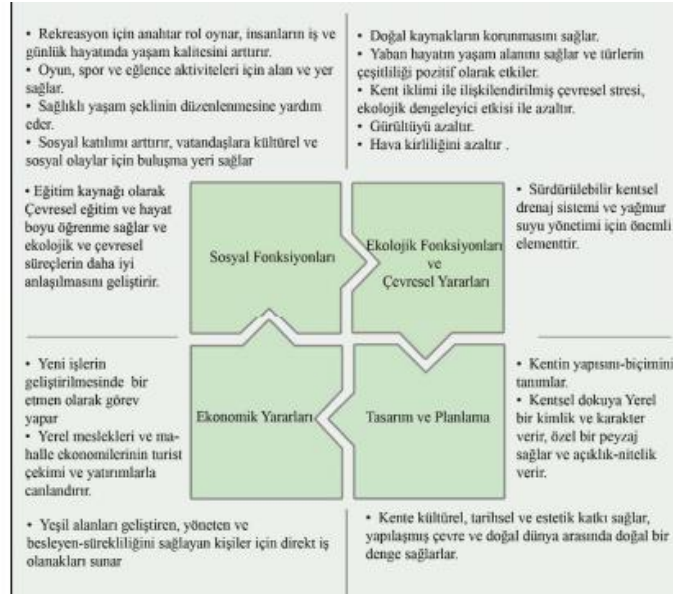 • Rekreasyon için anahtar rol oynar, insanların iş ve
günlük hayatında yaşam kalitesini arttırır.
• Oyun, spor ve eğlence aktiviteleri için alan ve yer
sağlar.
• Sağlıklı yaşam şeklinin düzenlenmesine yardım
eder.
• Sosyal katılımı arttırır, vatandaşlara kültürel ve
sosyal olaylar için buluşma yeri sağlar
• Eğitim kaynağı olarak
Çevresel eğitim ve hayat
boyu öğrenme sağlar ve
ekolojik ve çevresel
süreçlerin daha iyi
anlaşılmasını geliştirir.
• Doğal kaynakların korunmasını sağlar.
• Yaban hayatın yaşam alanını sağlar ve türlerin
çeşitliliği pozitif olarak etkiler.
• Kent iklimi ile ilişkilendirilmiş çevresel stresi,
ekolojik dengeleyici etkisi ile azaltır.
• Gürültüyü azaltır.
• Hava kirliliğini azaltır .
• Sürdürülebilir kentsel
drenaj sistemi ve yağmur
suyu yönetimi için önemli
elementtir.
Sosyal Fonksiyonları
Ekolojik Fonksiyonları
ve
Çevresel Yararları
Ekonomik Yararları
Tasarım ve Planlama
• Yeni işlerin
geliştirilmesinde bir
etmen olarak görev
yapar
• Yerel meslekleri ve ma-
halle ekonomilerinin turist
çekimi ve yatırımlarla
canlandırır.
• Yeşil alanları geliştiren, yöneten ve
besleyen-sürekliliğini sağlayan kişiler için direkt iş
olanakları sunar
• Kentin yapısını-biçimini
tanımlar.
• Kentsel dokuya Yerel
bir kimlik ve karakter
verir, özel bir peyzaj
sağlar ve açıklık-nitelik
verir.
• Kente kültürel, tarihsel ve estetik katkı sağlar,
yapılaşmış çevre ve doğal dünya arasında doğal bir
denge sağlarlar.